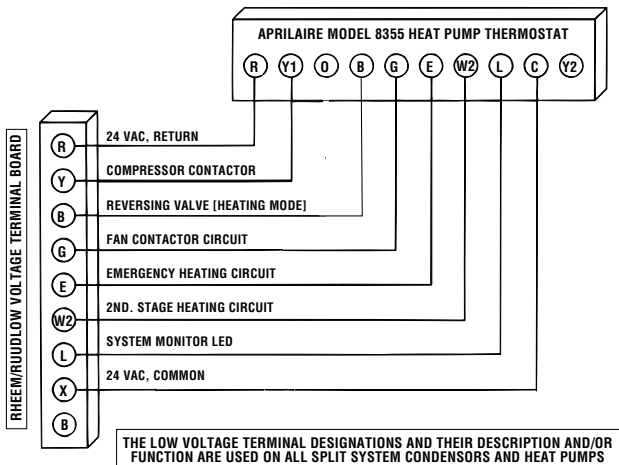 APRILAIRE MODEL 8355 HEAT PUMP THERMOSTAT
R Y1 O B G E W2 L C Y2
RHEEM/RUUDLOW VOLTAGE TERMINAL BOARD
R 24 VAC, RETURN
Y COMPRESSOR CONTACTOR
B REVERSING VALVE [HEATING MODE]
G FAN CONTACTOR CIRCUIT
E EMERGENCY HEATING CIRCUIT
W2 2ND. STAGE HEATING CIRCUIT
L SYSTEM MONITOR LED
X 24 VAC, COMMON
B
THE LOW VOLTAGE TERMINAL DESIGNATIONS AND THEIR DESCRIPTION AND/OR
FUNCTION ARE USED ON ALL SPLIT SYSTEM CONDENSORS AND HEAT PUMPS